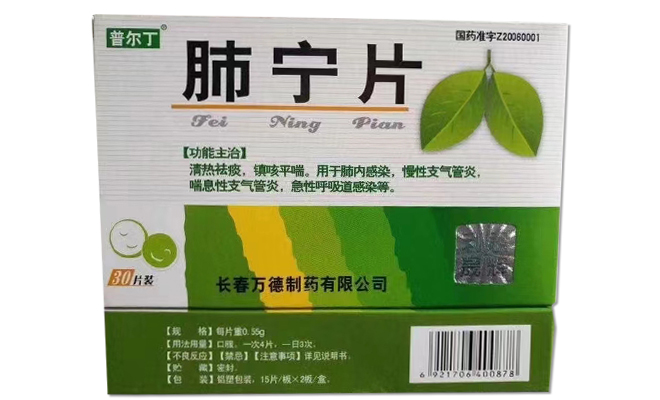 普尔丁®
国药准字Z20060001
肺宁片
Fei Ning Pian
【功能主治】
清热祛痰，镇咳平喘。用于肺内感染，慢性支气管炎，
喘息性支气管炎，急性呼吸道感染等。
30片装
长春万德制药有限公司
【规　　格】每片重0.55g
【用法用量】口服，一次4片，一日3次。
【不良反应】【禁忌】【注意事项】详见说明书。
【贮　　藏】密封。
【包　　装】铝塑包装，15片/板×2板/盒。
6 921706 400878